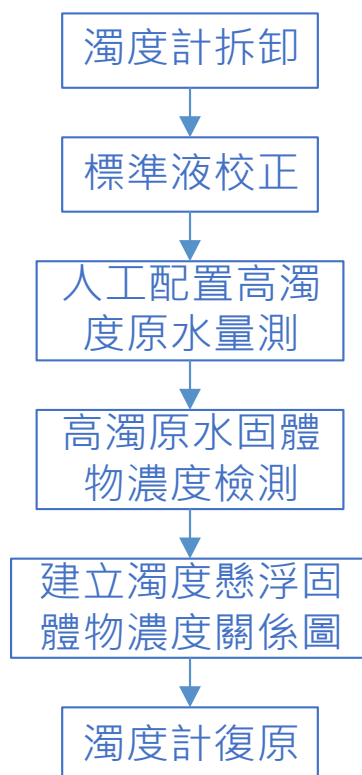 濁度計拆卸
標準液校正
人工配置高濁
度原水量測
高濁原水固體
物濃度檢測
建立濁度懸浮固
體物濃度關係圖
濁度計復原